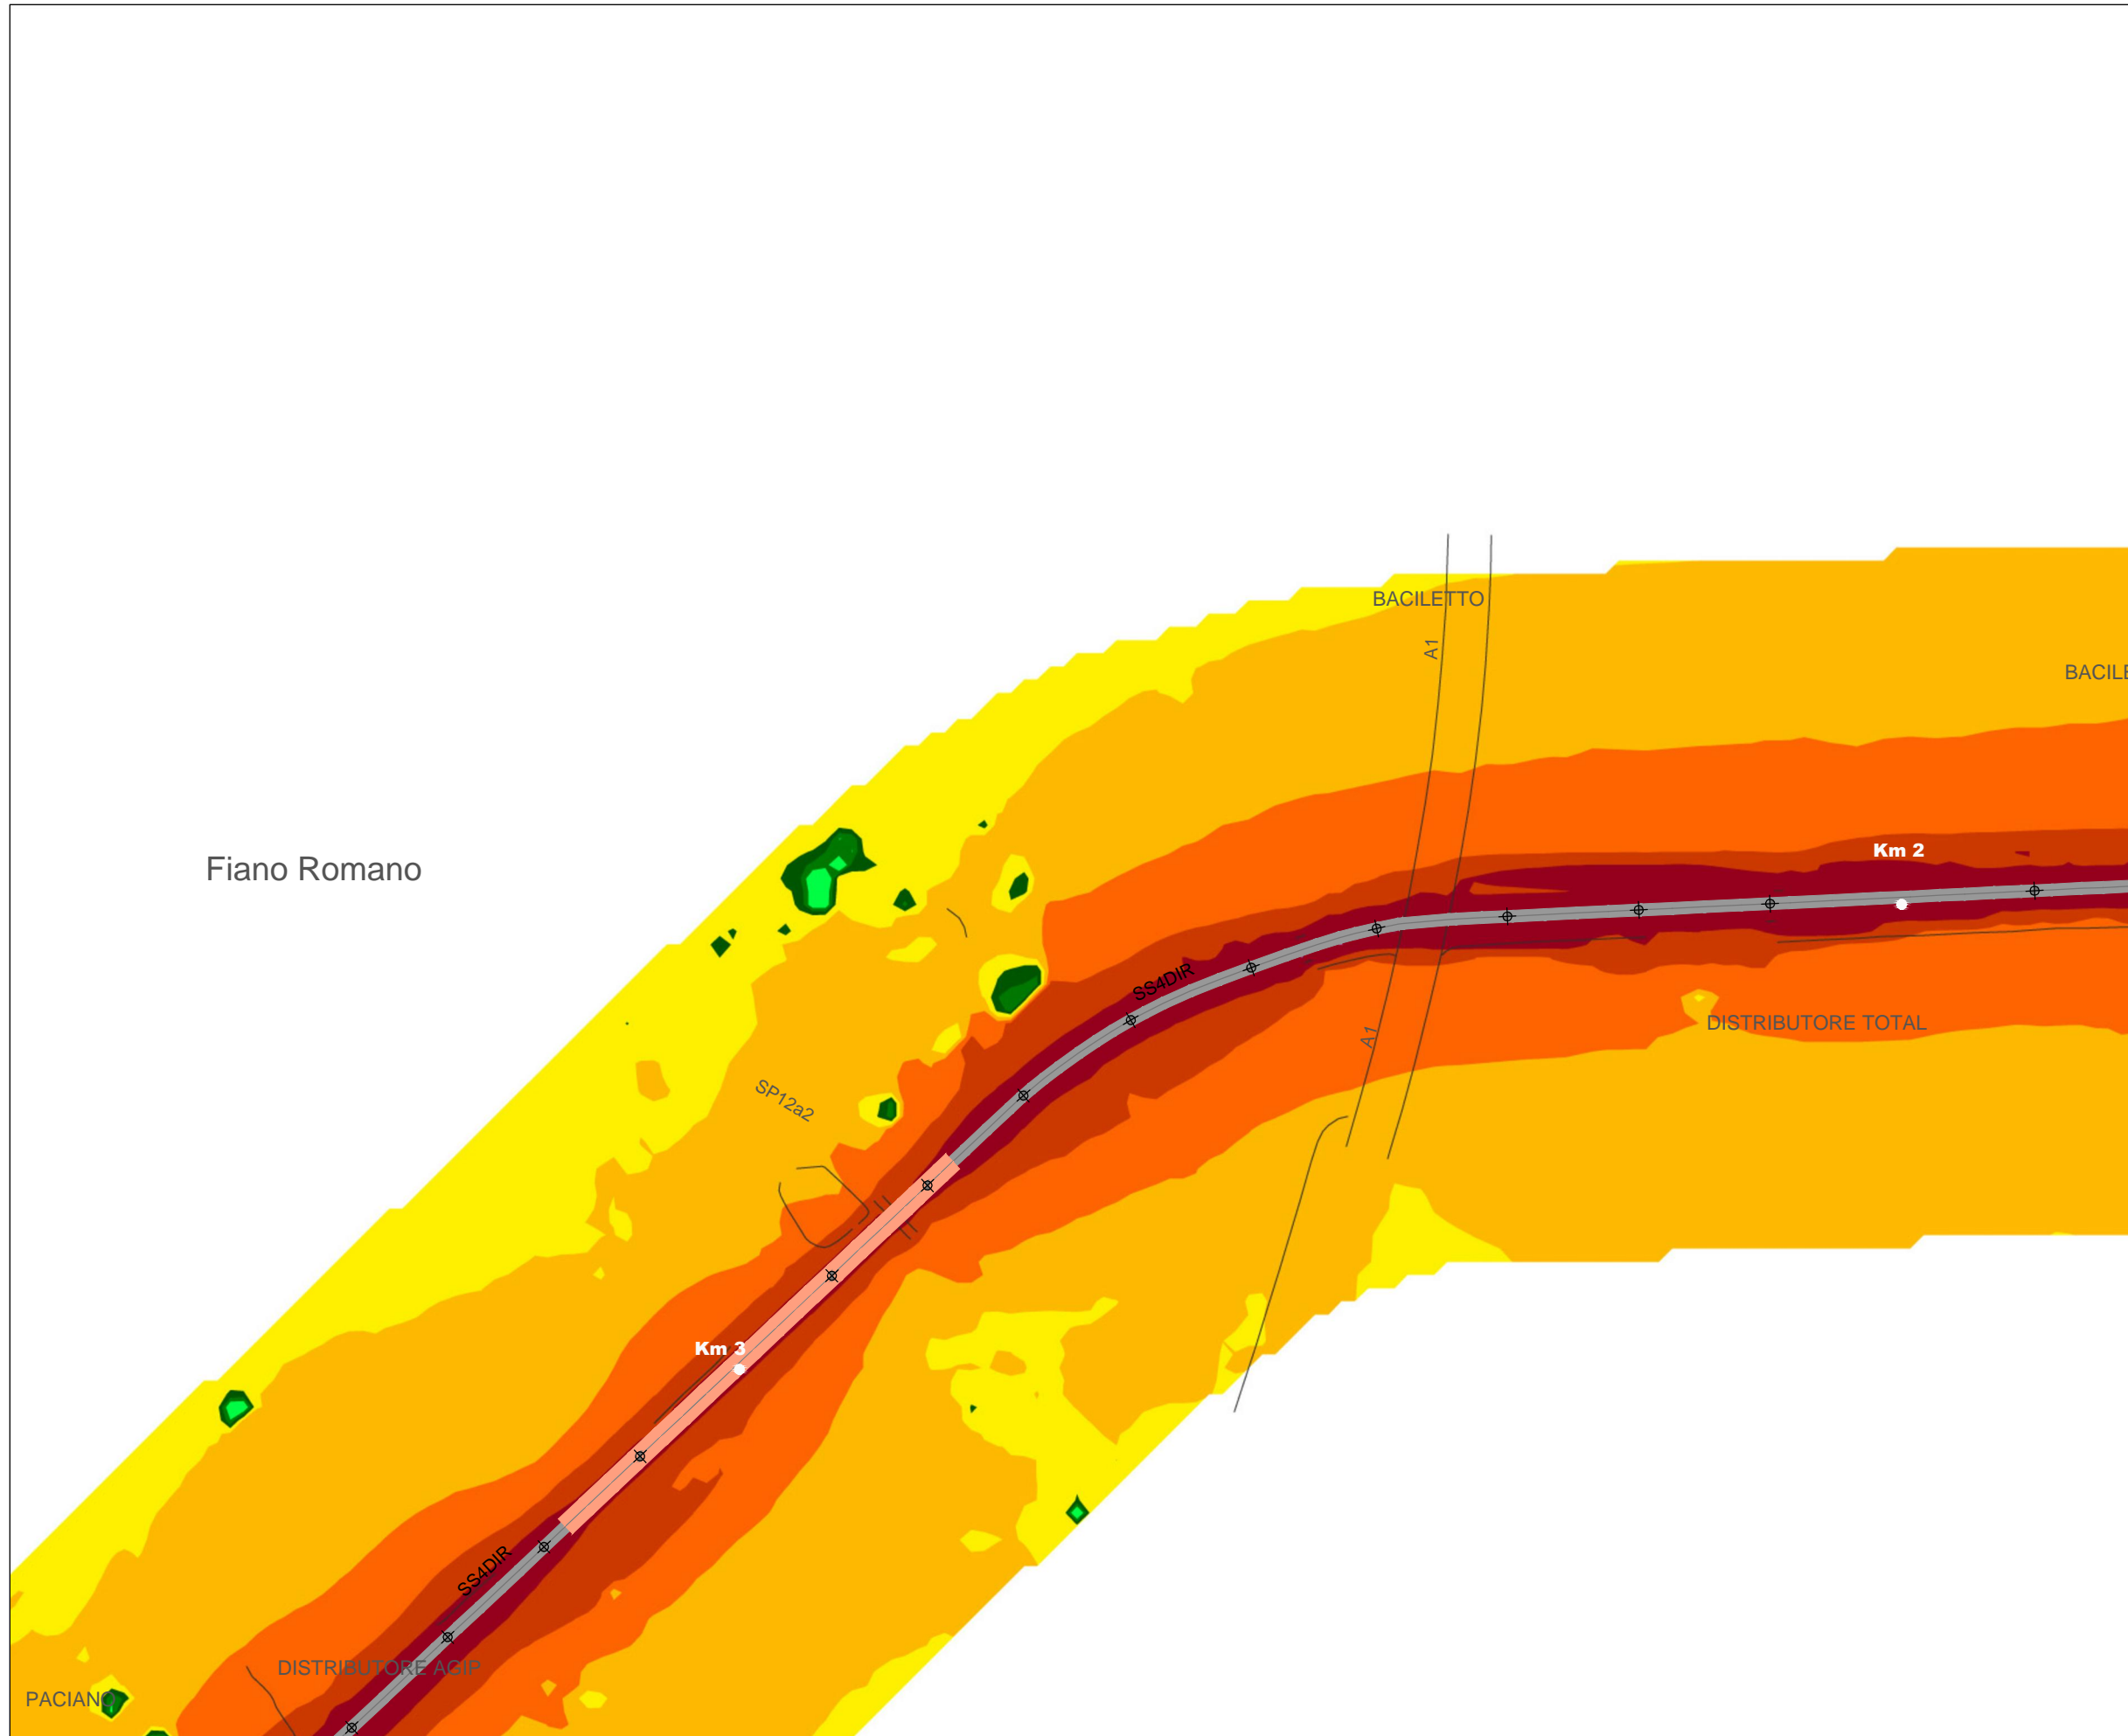 BACILETTO
A1
BACILE
Km 2
Fiano Romano
SS4DIR
DISTRIBUTORE TOTAL
A1
SP12a2
Km 3
SS4DIR
DISTRIBUTORE AGIP
PACIANO